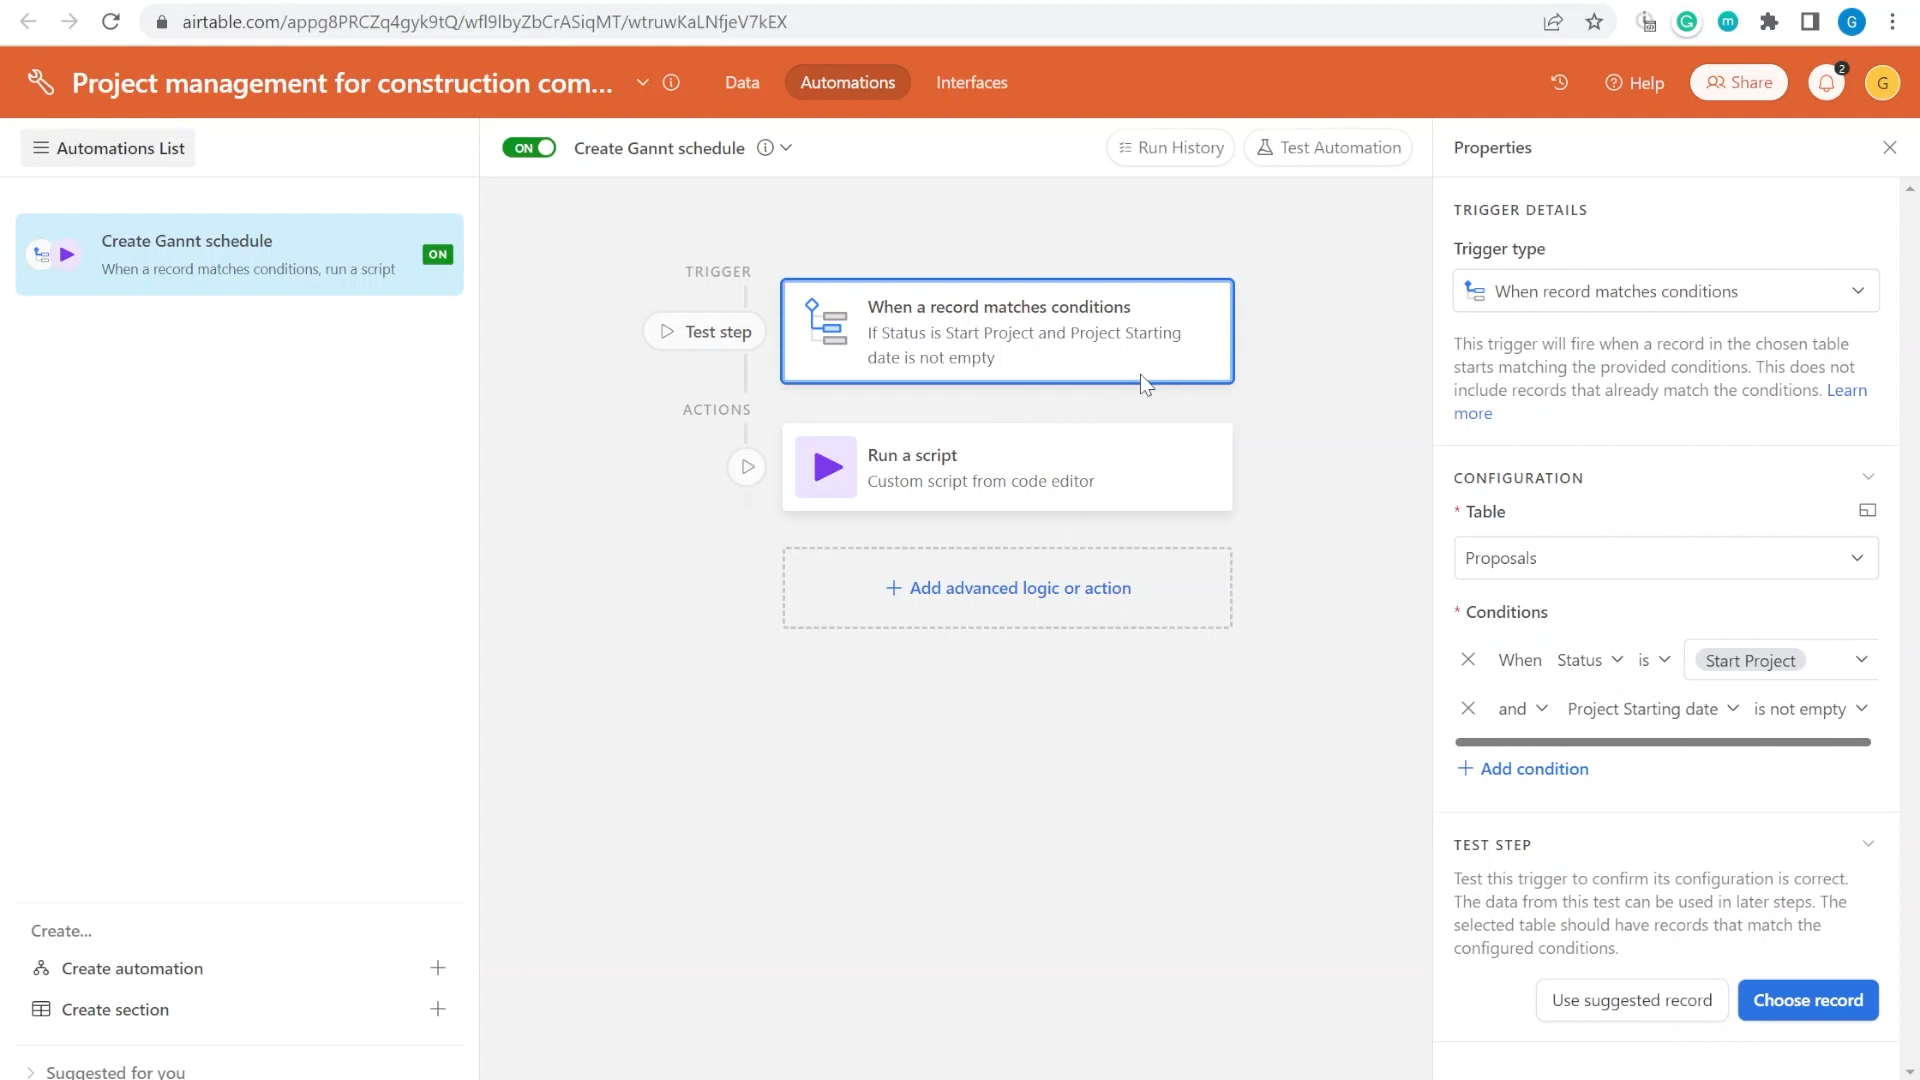 airtable.com/appg8PRCZq4gyk9tQ/wfl9lbyZbCrASiqMT/wtruwKaLNfjeV7kEX
G
m
G
Project management for construction com...
Data
Automations
Interfaces
Help
Share
2
G
Automations List
ON
Create Gannt schedule
Run History
Test Automation
Properties
Create Gannt schedule
When a record matches conditions, run a script
ON
TRIGGER
Test step
When a record matches conditions
If Status is Start Project and Project Starting
date is not empty
ACTIONS
Run a script
Custom script from code editor
Add advanced logic or action
TRIGGER DETAILS
Trigger type
When record matches conditions
This trigger will fire when a record in the chosen table
starts matching the provided conditions. This does not
include records that already match the conditions. Learn
more
CONFIGURATION
* Table
Proposals
* Conditions
When Status is Start Project
and Project Starting date is not empty
+ Add condition
TEST STEP
Test this trigger to confirm its configuration is correct.
The data from this test can be used in later steps. The
selected table should have records that match the
configured conditions.
Use suggested record
Choose record
Create...
Create automation
Create section
Suggested for you